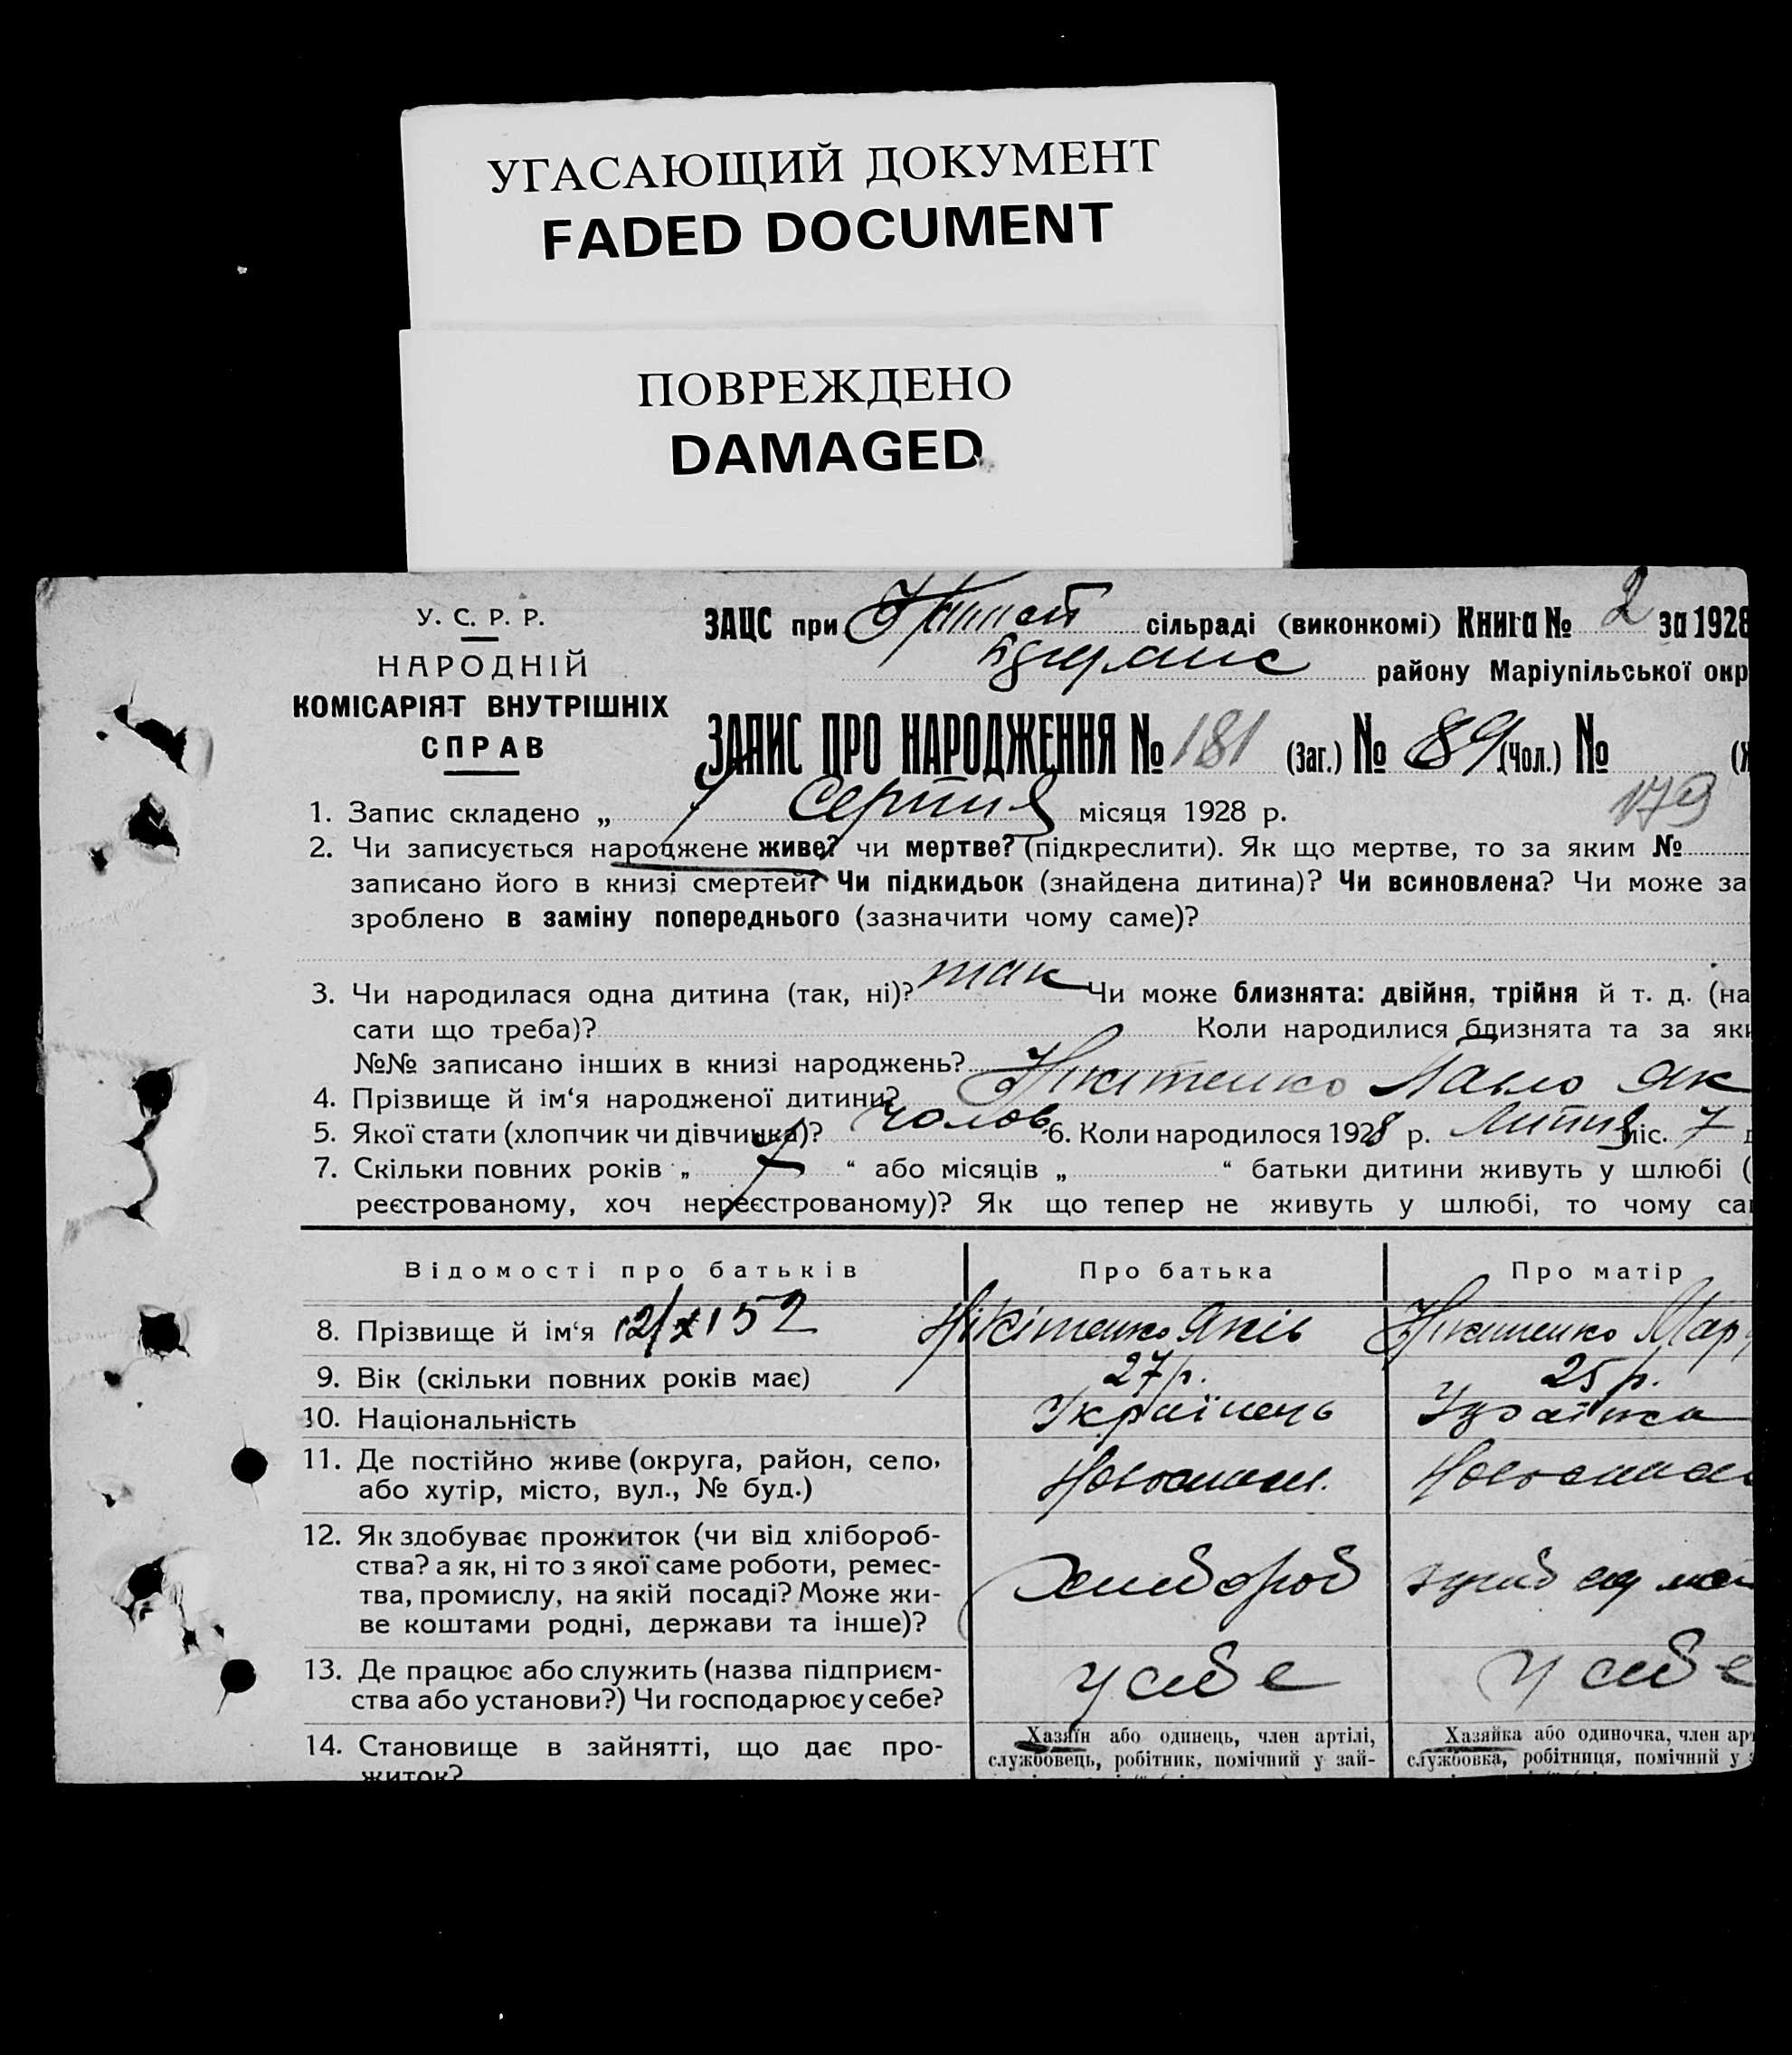 УГАСАЮЩИЙ ДОКУМЕНТ
FADED DOCUMENT
ПОВРЕЖДЕНО
DAMAGED
У. С. Р. Р.
НАРОДНІЙ
КОМІСАРІЯТ ВНУТРІШНІХ
СПРАВ
ЗАЦС при сільраді (виконкомі) Книга № 2 за 1928
району Маріупільської окр
ЗАПИС ПРО НАРОДЖЕННЯ № 181 (Заг.) № 89 (Чол.) №
179
1. Запис складено „ 7 Серпня місяця 1928 р.
2. Чи записується народжене живе? чи мертве? (підкреслити). Як що мертве, то за яким №
записано його в книзі смертей? Чи підкидьок (знайдена дитина)? Чи всиновлена? Чи може за
зроблено в заміну попереднього (зазначити чому саме)?
3. Чи народилася одна дитина (так, ні)? так Чи може близнята: двійня, трійня й т. д. (на
сати що треба)? Коли народилися близнята та за яки
№№ записано інших в книзі народжень?
4. Прізвище й ім‘я народженої дитини? Нікітенко Павло Як
5. Якої стати (хлопчик чи дівчинка)? чолов. 6. Коли народилося 1928 р. Липня міс. 7
7. Скільки повних років „ 7 “ або місяців „ “ батьки дитини живуть у шлюбі (
реєстрованому, хоч нереєстрованому)? Як що тепер не живуть у шлюбі, то чому са
Відомості про батьків Про батька Про матір
8. Прізвище й ім‘я Нікітенко Яків Нікітенко Мар
9. Вік (скільки повних років має) 27 р. 25 р.
10. Національність Українець Українка
11. Де постійно живе (округа, район, село,
або хутір, місто, вул., № буд.)
12. Як здобуває прожиток (чи від хлібороб-
ства? а як, ні то з якої саме роботи, ремес-
тва, промислу, на якій посаді? Може жи-
ве коштами родні, держави та інше)?
Хлибороб
13. Де працює або служить (назва підприєм-
ства або установи?) Чи господарює у себе?
у себе у себе
14. Становище в зайнятті, що дає про-
житок?
Хазяїн або одинець, член артілі,
службовець, робітник, помічний у зай-
Хазяйка або одиночка, член ар
службовка, робітниця, помічний у